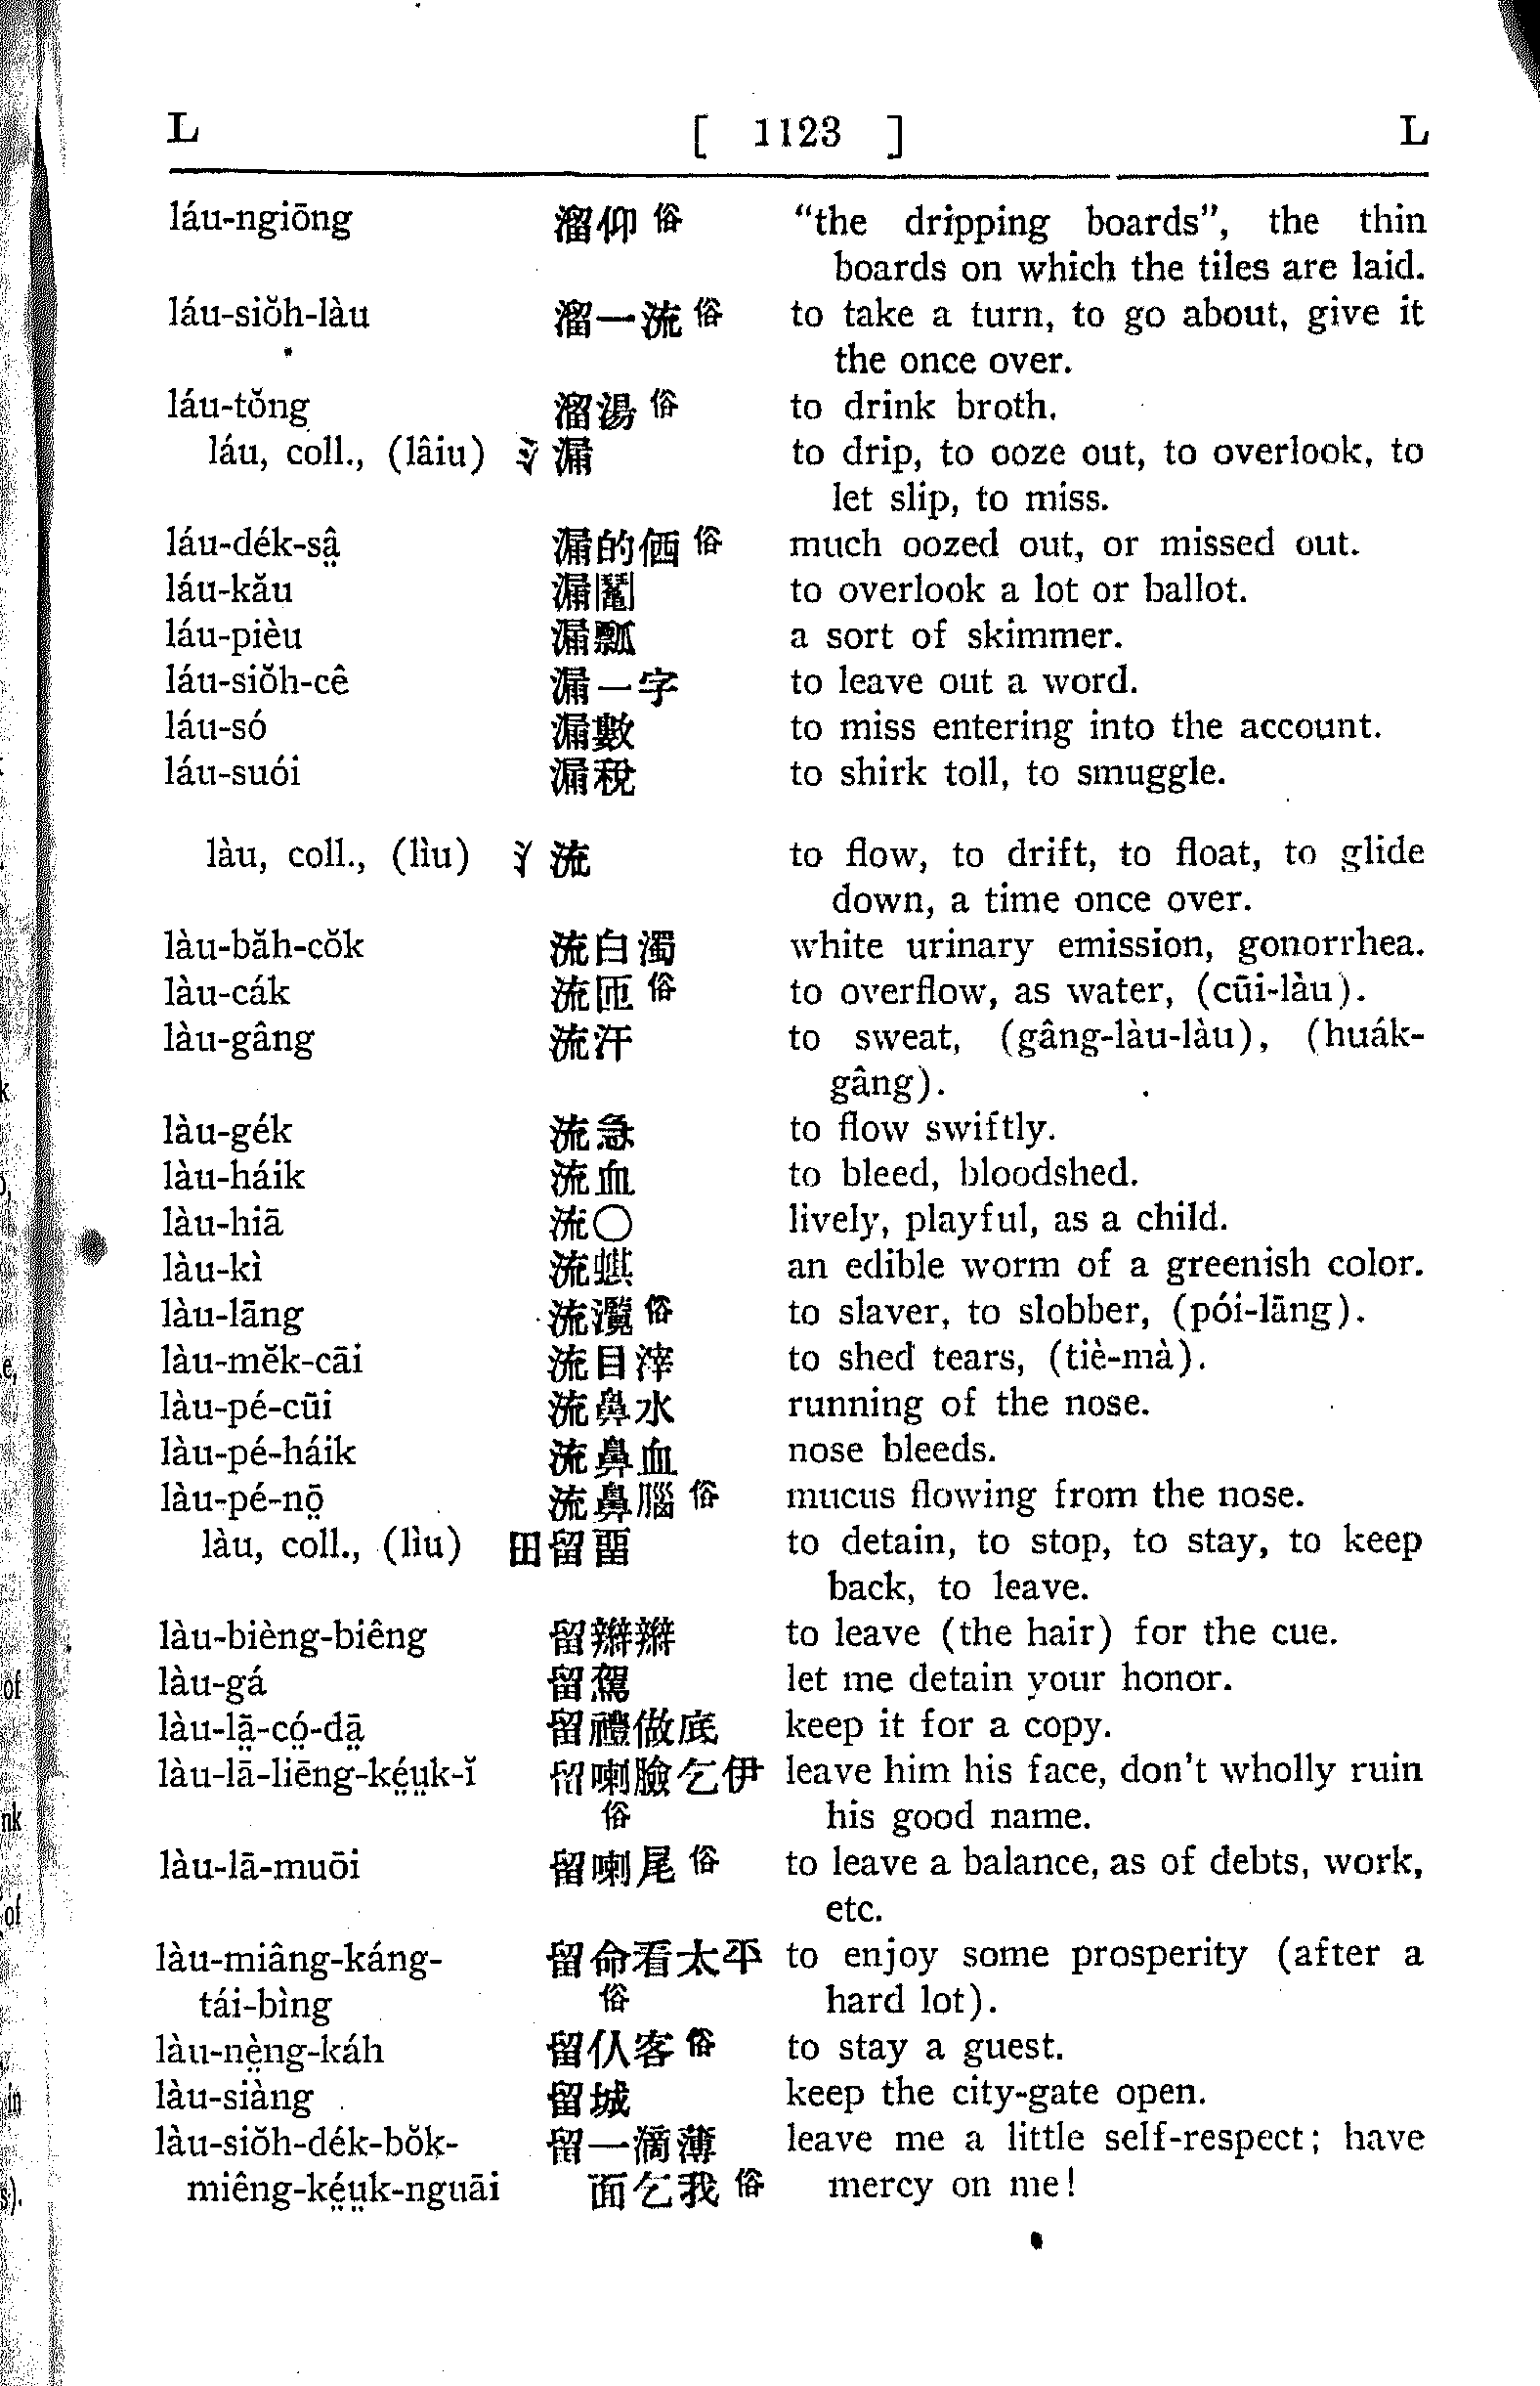 L [ 1123 ] L
láu-ngiōng 溜仰俗 “the dripping boards”, the thin
boards on which the tiles are laid.
láu-siŏh-làu 溜一流俗 to take a turn, to go about, give it
the once over.
láu-tŏng 溜湯俗 to drink broth.
láu, coll., (lâiu) 氵漏 to drip, to ooze out, to overlook, to
let slip, to miss.
láu-dék-sâ̤ 漏的俬俗 much oozed out, or missed out.
láu-kău 漏鬮 to overlook a lot or ballot.
láu-pièu 漏瓢 a sort of skimmer.
láu-siŏh-cê 漏一字 to leave out a word.
láu-só 漏數 to miss entering into the account.
láu-suói 漏稅 to shirk toll, to smuggle.
làu, coll., (lìu) 氵流 to flow, to drift, to float, to glide
down, a time once over.
làu-băh-cŏk 流白濁 white urinary emission, gonorrhea.
làu-cák 流匝俗 to overflow, as water, (cūi-làu).
làu-gâng 流汗 to sweat, (gâng-làu-làu), (huák-
gâng).
làu-gék 流急 to flow swiftly.
làu-háik 流血 to bleed, bloodshed.
làu-hiā 流〇 lively, playful, as a child.
làu-kì 流蜞 an edible worm of a greenish color.
làu-lāng 流灠俗 to slaver, to slobber, (pói-lāng).
làu-mĕk-cāi 流目滓 to shed tears, (tiè-mà).
làu-pé-cūi 流鼻水 running of the nose.
làu-pé-háik 流鼻血 nose bleeds.
làu-pé-nō̤ 流鼻腦俗 mucus flowing from the nose.
làu, coll., (lìu) 田留畱 to detain, to stop, to stay, to keep
back, to leave.
làu-bièng-biêng 留辮辮 to leave (the hair) for the cue.
làu-gá 留駕 let me detain your honor.
làu-lā̤-có̤-dā̤ 留禮做底 keep it for a copy.
làu-lā-liēng-ké̤ṳk-ĭ 留喇臉乞伊 leave him his face, don't wholly ruin
俗 his good name.
làu-lā-muōi 留喇尾俗 to leave a balance, as of debts, work,
etc.
làu-miâng-káng- 留命看太平 to enjoy some prosperity (after a
tái-bìng 俗 hard lot).
làu-nè̤ng-káh 留仈客俗 to stay a guest.
làu-siàng 留城 keep the city-gate open.
làu-siŏh-dék-bŏk- 留一滴薄 leave me a little self-respect; have
miêng-ké̤ṳk-nguāi 面乞我俗 mercy on me!